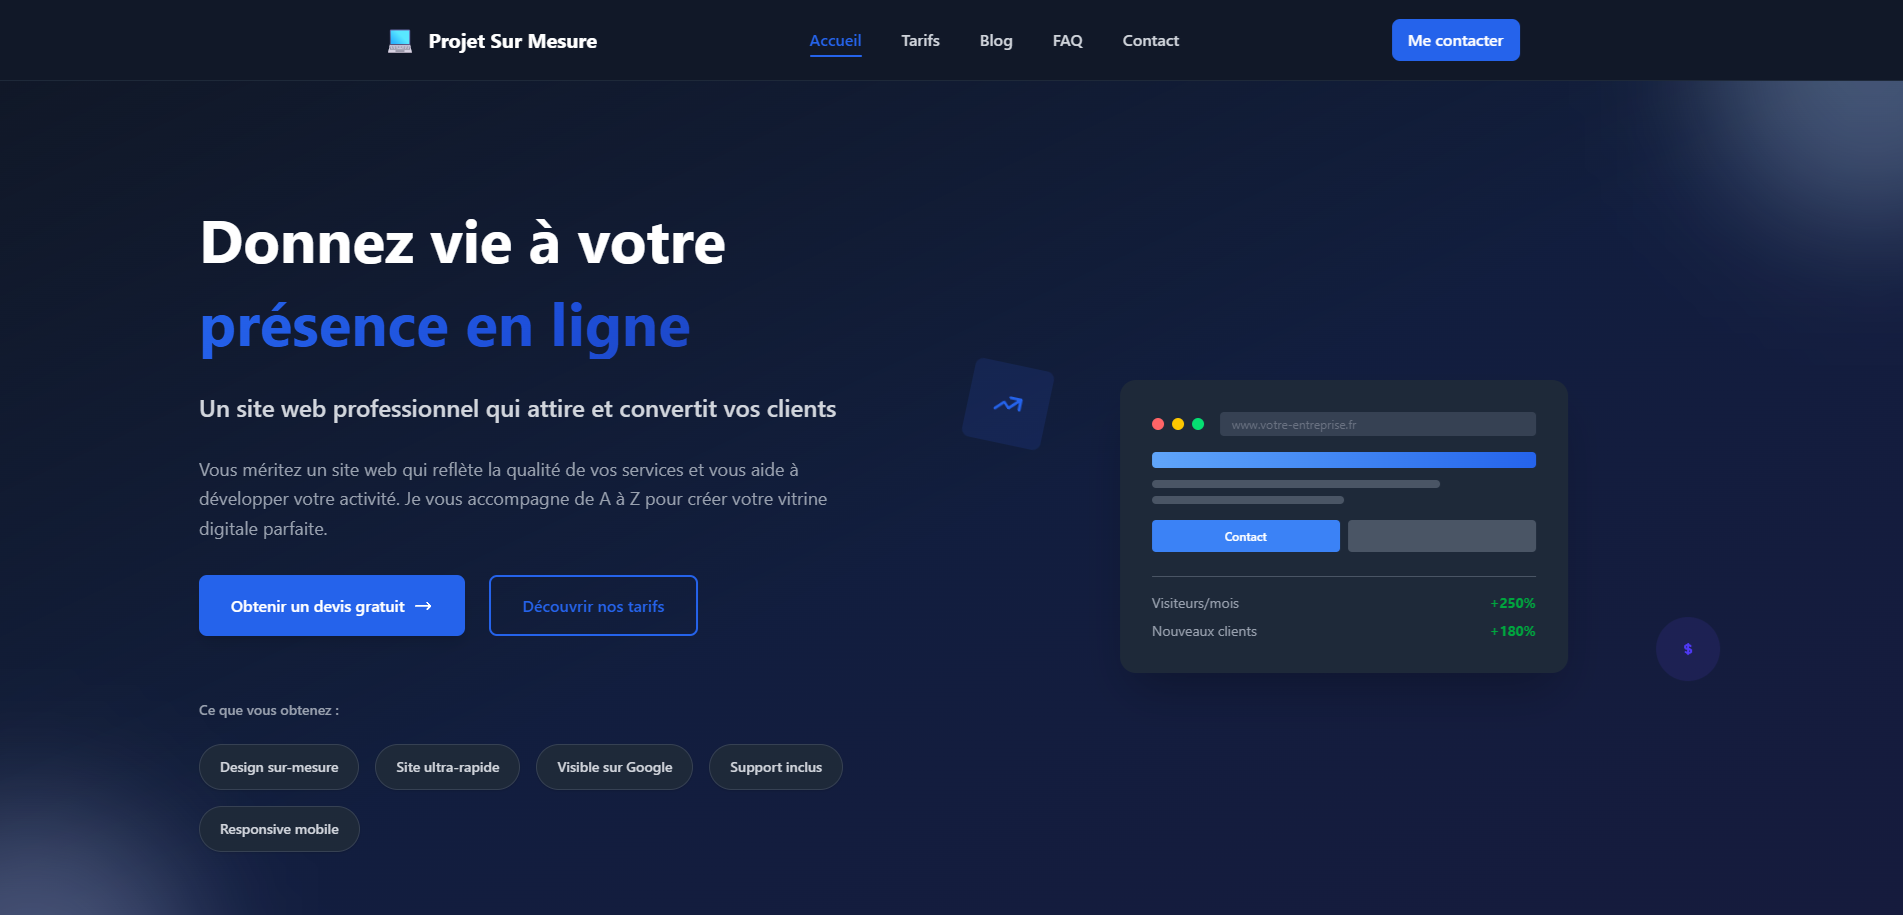 Projet Sur Mesure
Accueil
Tarifs
Blog
FAQ
Contact
Me contacter
Donnez vie à votre
présence en ligne
Un site web professionnel qui attire et convertit vos clients
Vous méritez un site web qui reflète la qualité de vos services et vous aide à
développer votre activité. Je vous accompagne de A à Z pour créer votre vitrine
digitale parfaite.
Obtenir un devis gratuit →
Découvrir nos tarifs
Ce que vous obtenez :
Design sur-mesure
Site ultra-rapide
Visible sur Google
Support inclus
Responsive mobile
www.votre-entreprise.fr
Contact
Visiteurs/mois +250%
Nouveaux clients +180%
$